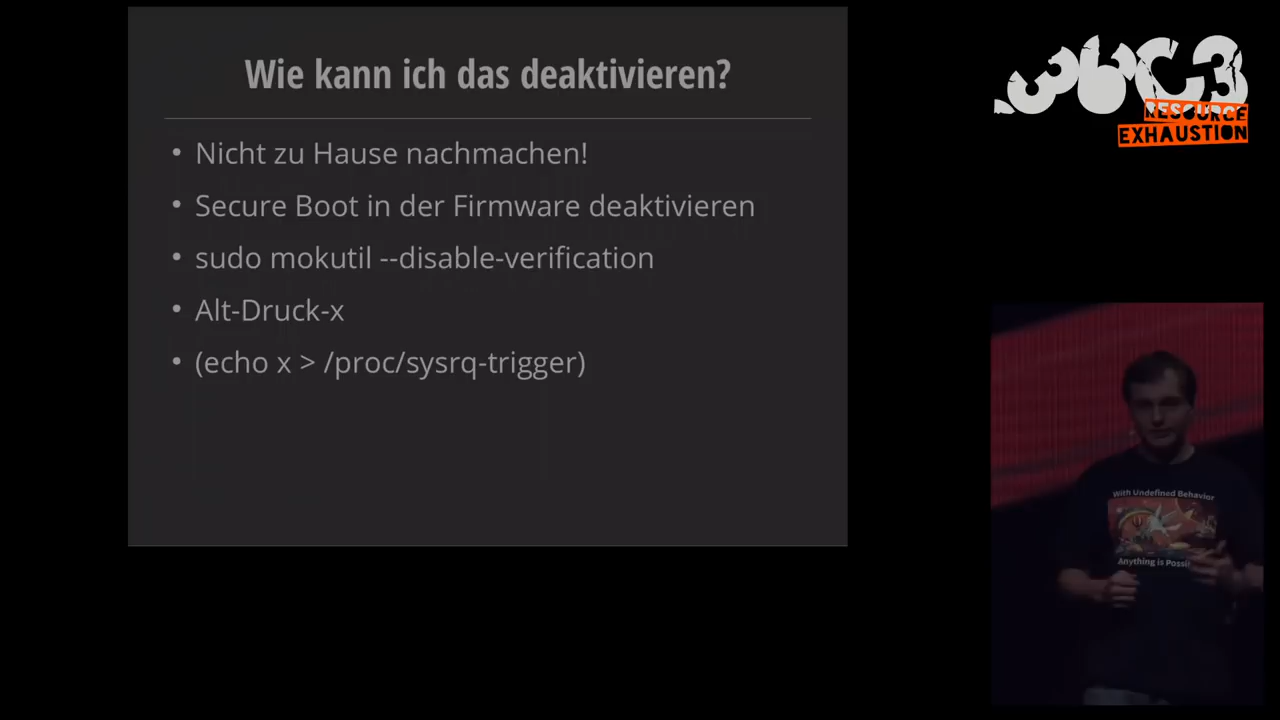 Wie kann ich das deaktivieren?
• Nicht zu Hause nachmachen!
• Secure Boot in der Firmware deaktivieren
• sudo mokutil --disable-verification
• Alt-Druck-x
• (echo x > /proc/sysrq-trigger)
36C3
RESOURCE
EXHAUSTION
With Undefined Behavior
Anything is